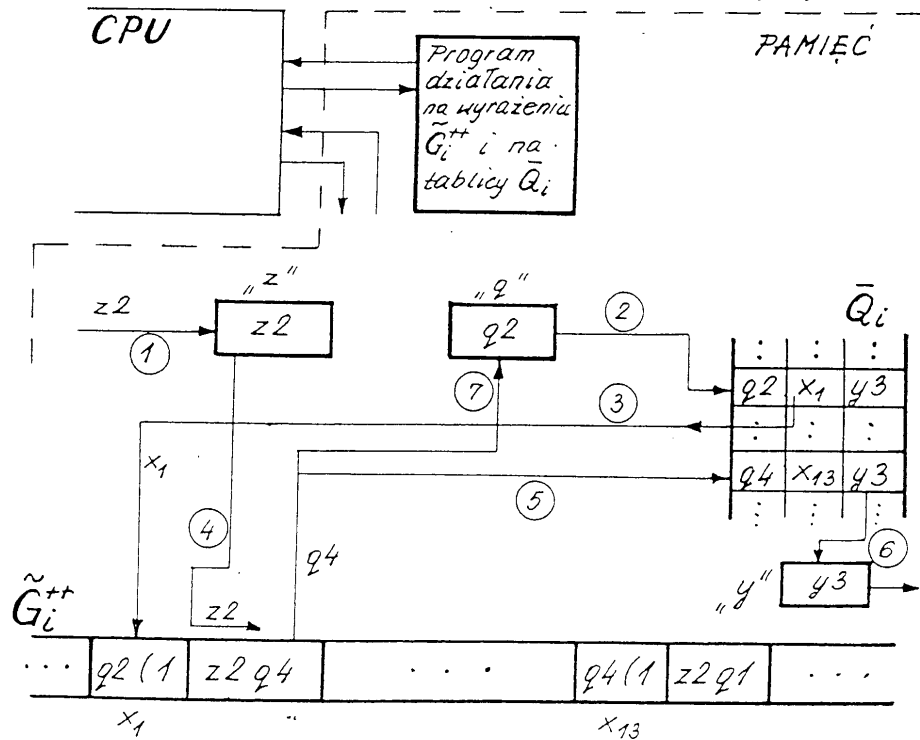 CPU
PAMIĘĆ
Program
działania
na wyrażeniu
G̃ᵢ⁺⁺ i na
tablicy Q̄ᵢ
z2
„z”
z2
1
„q”
q2
2
Q̄ᵢ
7
3
q2 x₁ y3
q4 x₁₃ y3
x₁
4
q4
5
6
„y”
y3
z2
G̃ᵢ⁺⁺
... q2(1 z2 q4 ... q4(1 z2 q1 ...
x₁ x₁₃